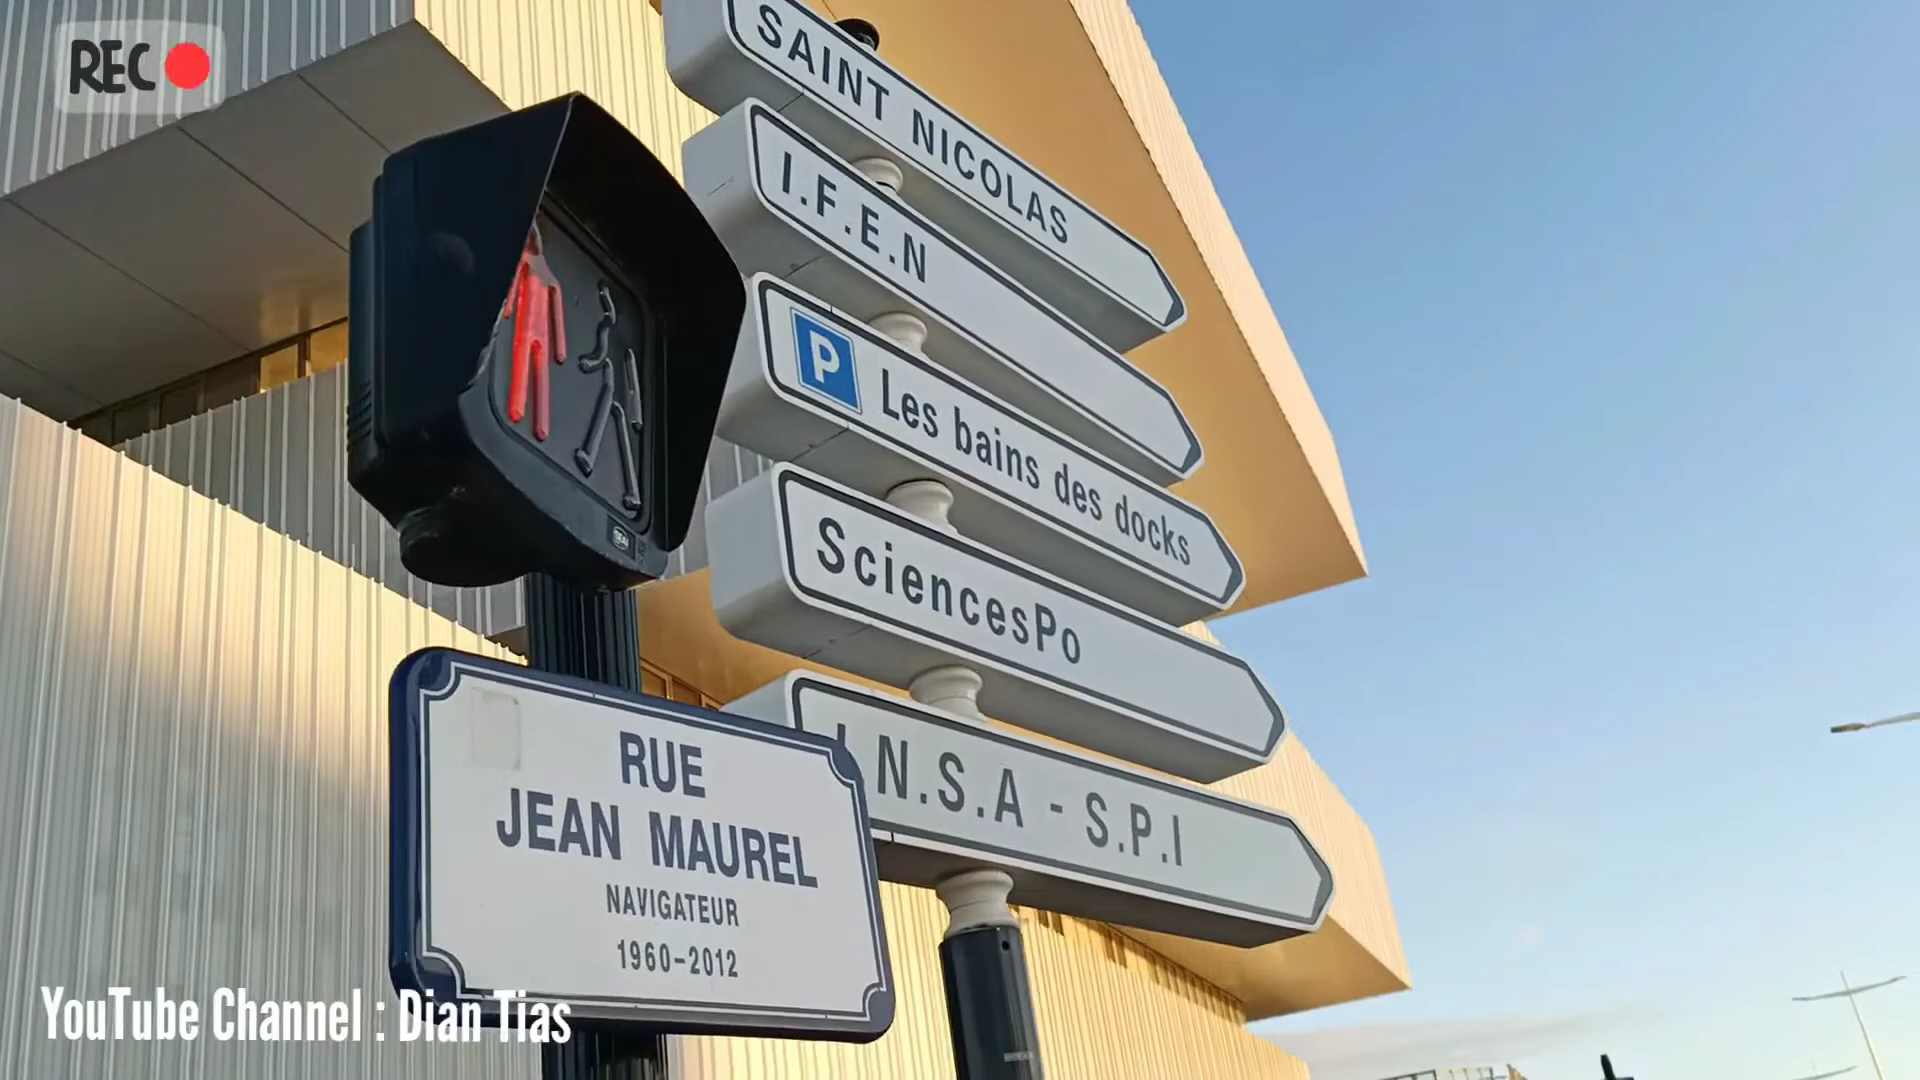 REC
SAINT NICOLAS
I.F.E.N
P Les bains des docks
SciencesPo
I.N.S.A - S.P.I
RUE
JEAN MAUREL
NAVIGATEUR
1960-2012
YouTube Channel : Dian Tias